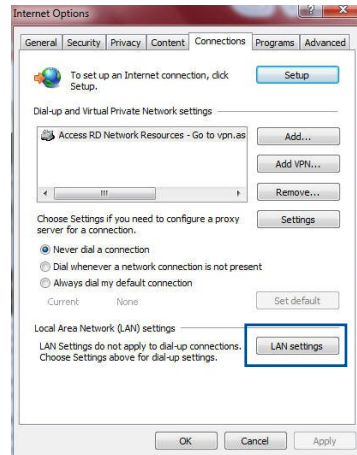 Internet Options
General Security Privacy Content Connections Programs Advanced
To set up an Internet connection, click
Setup.
Setup
Dial-up and Virtual Private Network settings
Access RD Network Resources - Go to vpn.as
Add...
Add VPN...
Remove...
Choose Settings if you need to configure a proxy
server for a connection.
Settings
Never dial a connection
Dial whenever a network connection is not present
Always dial my default connection
Current None
Set default
Local Area Network (LAN) settings
LAN Settings do not apply to dial-up connections.
Choose Settings above for dial-up settings.
LAN settings
OK Cancel Apply